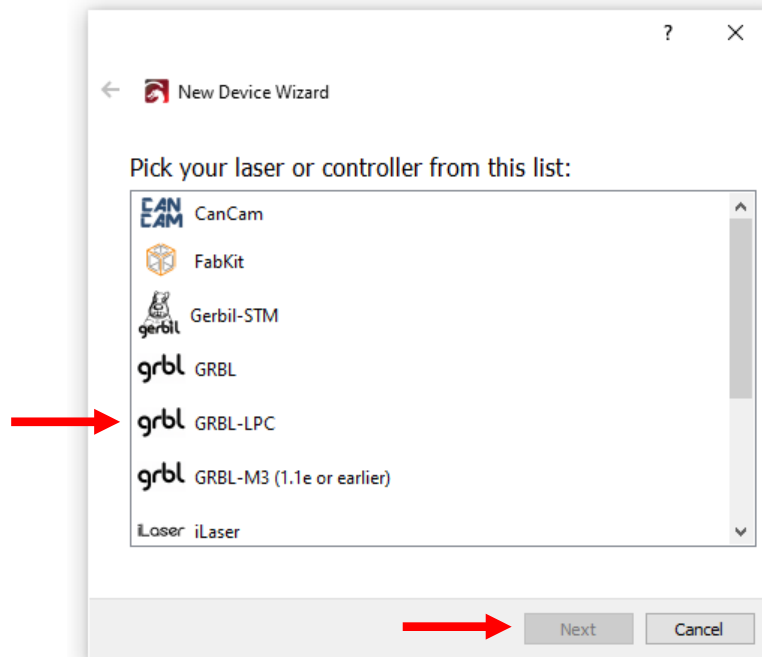 ?
New Device Wizard
Pick your laser or controller from this list:
CAN CAM CanCam
FabKit
gerbil Gerbil-STM
grbl GRBL
grbl GRBL-LPC
grbl GRBL-M3 (1.1e or earlier)
iLaser iLaser
Next Cancel